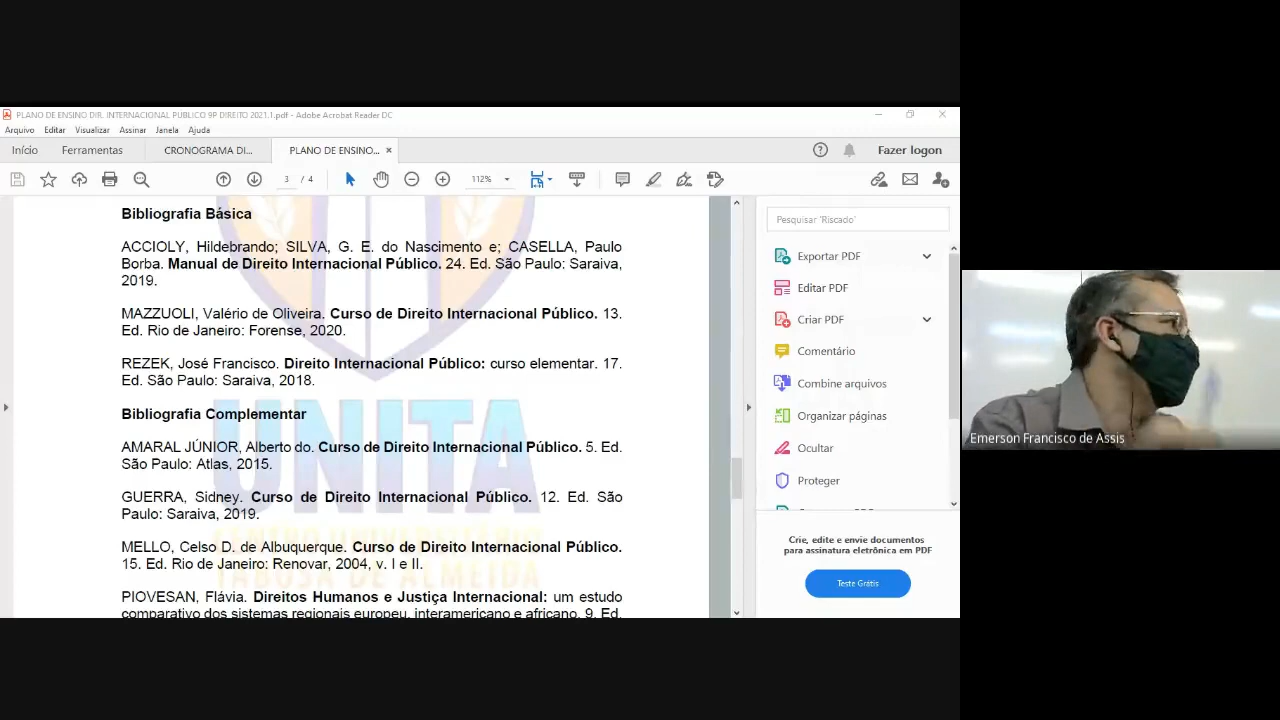 PLANO DE ENSINO DIR. INTERNACIONAL PUBLICO 9P DIREITO 2021.1.pdf - Adobe Acrobat Reader DC
Arquivo Editar Visualizar Assinar Janela Ajuda
Início Ferramentas CRONOGRAMA DI... PLANO DE ENSINO... Fazer logon
3 / 4 112%
Bibliografia Básica
ACCIOLY, Hildebrando; SILVA, G. E. do Nascimento e; CASELLA, Paulo
Borba. Manual de Direito Internacional Público. 24. Ed. São Paulo: Saraiva,
2019.
MAZZUOLI, Valério de Oliveira. Curso de Direito Internacional Público. 13.
Ed. Rio de Janeiro: Forense, 2020.
REZEK, José Francisco. Direito Internacional Público: curso elementar. 17.
Ed. São Paulo: Saraiva, 2018.
Bibliografia Complementar
AMARAL JÚNIOR, Alberto do. Curso de Direito Internacional Público. 5. Ed.
São Paulo: Atlas, 2015.
GUERRA, Sidney. Curso de Direito Internacional Público. 12. Ed. São
Paulo: Saraiva, 2019.
MELLO, Celso D. de Albuquerque. Curso de Direito Internacional Público.
15. Ed. Rio de Janeiro: Renovar, 2004, v. I e II.
PIOVESAN, Flávia. Direitos Humanos e Justiça Internacional: um estudo
comparativo dos sistemas regionais europeu, interamericano e africano. 9. Ed.
UNITA
CENTRO UNIVERSITÁRIO
TABOSA DE ALMEIDA
Pesquisar 'Riscado'
Exportar PDF
Editar PDF
Criar PDF
Comentário
Combine arquivos
Organizar páginas
Ocultar
Proteger
Crie, edite e envie documentos
para assinatura eletrônica em PDF
Teste Grátis
Emerson Francisco de Assis